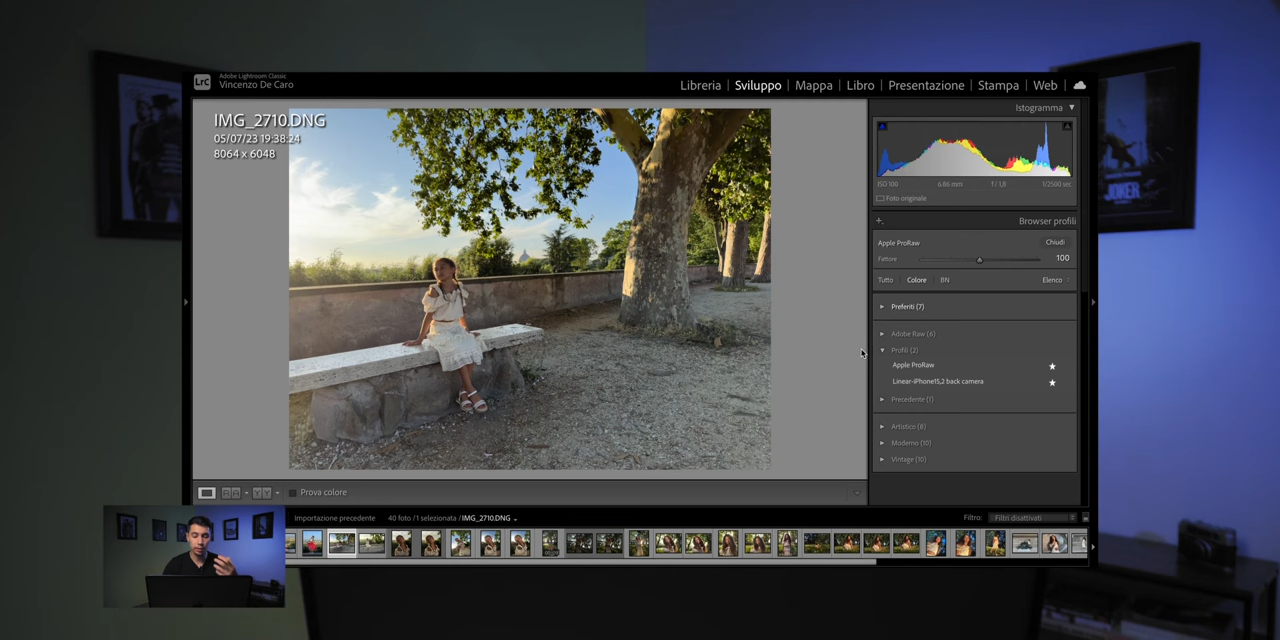 LrC
Adobe Lightroom Classic
Vincenzo De Caro
Libreria | Sviluppo | Mappa | Libro | Presentazione | Stampa | Web |
IMG_2710.DNG
05/07/23 19:38:24
8064 x 6048
Istogramma
ISO 100 6.86 mm f / 1,8 1/2500 sec
Foto originale
Browser profili
Apple ProRaw Chiudi
Fattore 100
Tutto Colore BN Elenco
Preferiti (7)
Adobe Raw (6)
Profili (2)
Apple ProRaw
Linear-iPhone15,2 back camera
Precedente (1)
Artistico (8)
Moderno (10)
Vintage (10)
Prova colore
Importazione precedente 40 foto / 1 selezionata / IMG_2710.DNG
Filtro: Filtri disattivati
JOKER